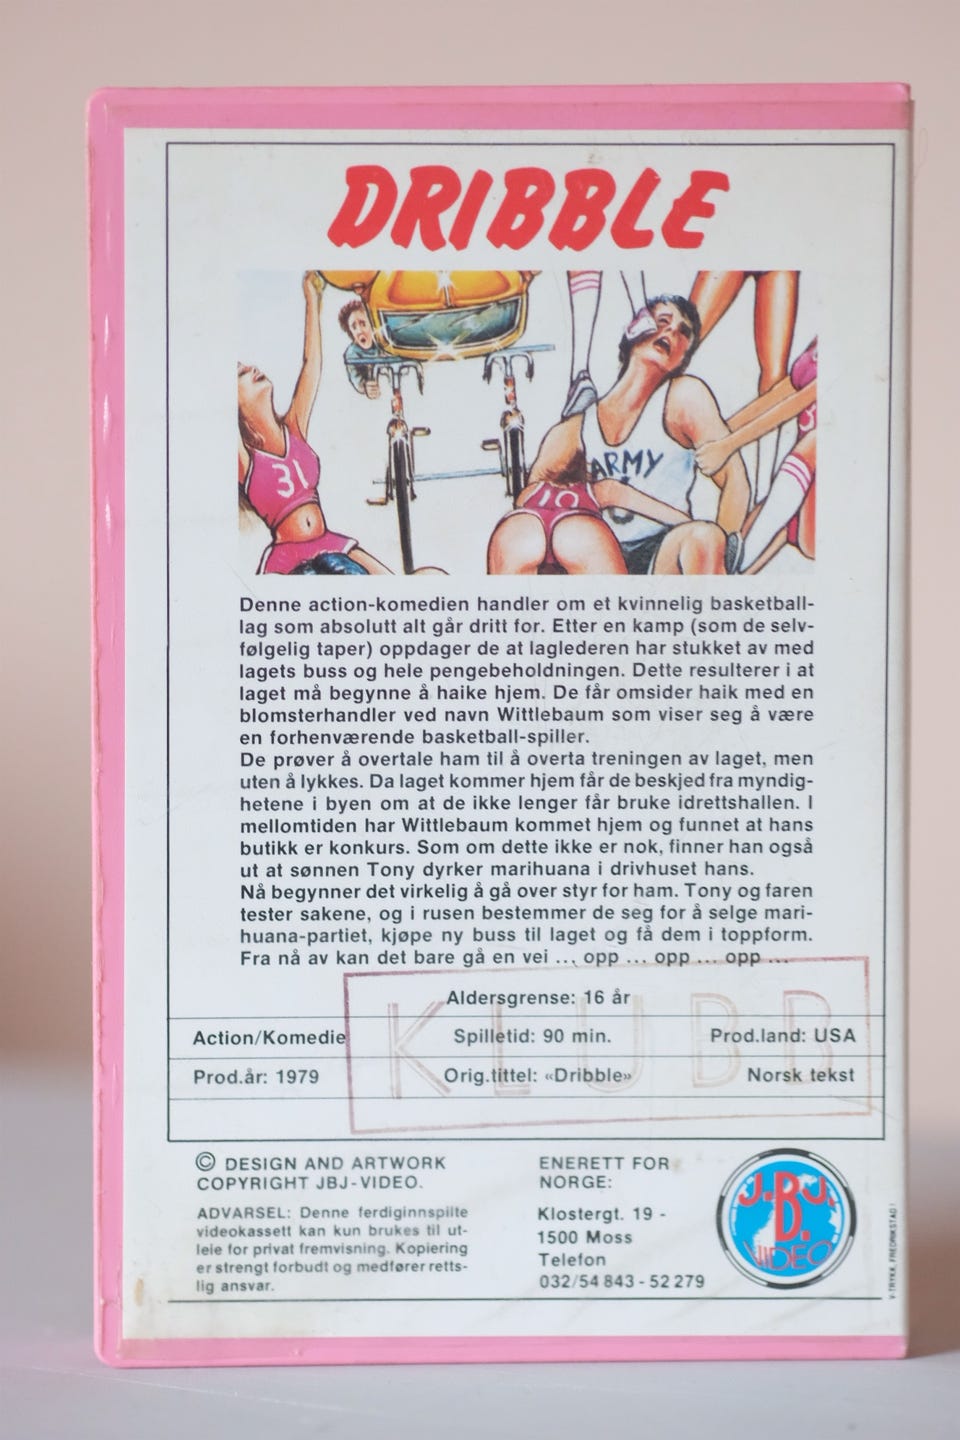 DRIBBLE
31
ARMY
10
Denne action-komedien handler om et kvinnelig basketball-
lag som absolutt alt går dritt for. Etter en kamp (som de selv-
følgelig taper) oppdager de at laglederen har stukket av med
lagets buss og hele pengebeholdningen. Dette resulterer i at
laget må begynne å haike hjem. De får omsider haik med en
blomsterhandler ved navn Wittlebaum som viser seg å være
en forhenværende basketball-spiller.
De prøver å overtale ham til å overta treningen av laget, men
uten å lykkes. Da laget kommer hjem får de beskjed fra myndig-
hetene i byen om at de ikke lenger får bruke idrettshallen. I
mellomtiden har Wittlebaum kommet hjem og funnet at hans
butikk er konkurs. Som om dette ikke er nok, finner han også
ut at sønnen Tony dyrker marihuana i drivhuset hans.
Nå begynner det virkelig å gå over styr for ham. Tony og faren
tester sakene, og i rusen bestemmer de seg for å selge mari-
huana-partiet, kjøpe ny buss til laget og få dem i toppform.
Fra nå av kan det bare gå en vei ... opp ... opp ... opp ...
Aldersgrense: 16 år
KLUBB
Action/Komedie Spilletid: 90 min. Prod.land: USA
Prod.år: 1979 Orig.tittel: «Dribble» Norsk tekst
© DESIGN AND ARTWORK
COPYRIGHT JBJ-VIDEO.
ADVARSEL: Denne ferdiginnspilte
videokassett kan kun brukes til ut-
leie for privat fremvisning. Kopiering
er strengt forbudt og medfører retts-
lig ansvar.
ENERETT FOR
NORGE:
Klostergt. 19 -
1500 Moss
Telefon
032/54 843 - 52 279
J.B.J.
VIDEO
V-TRYKK, FREDRIKSTAD